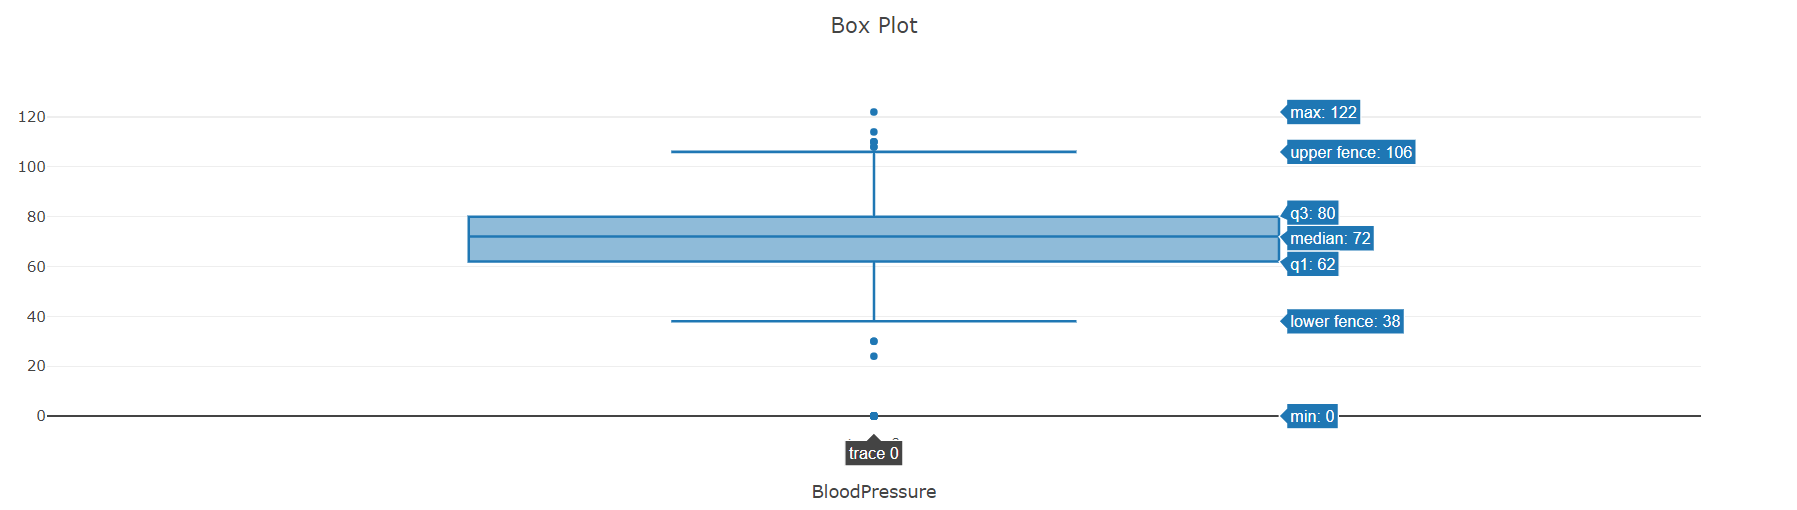 Box Plot
120
100
80
60
40
20
0
max: 122
upper fence: 106
q3: 80
median: 72
q1: 62
lower fence: 38
min: 0
trace 0
BloodPressure